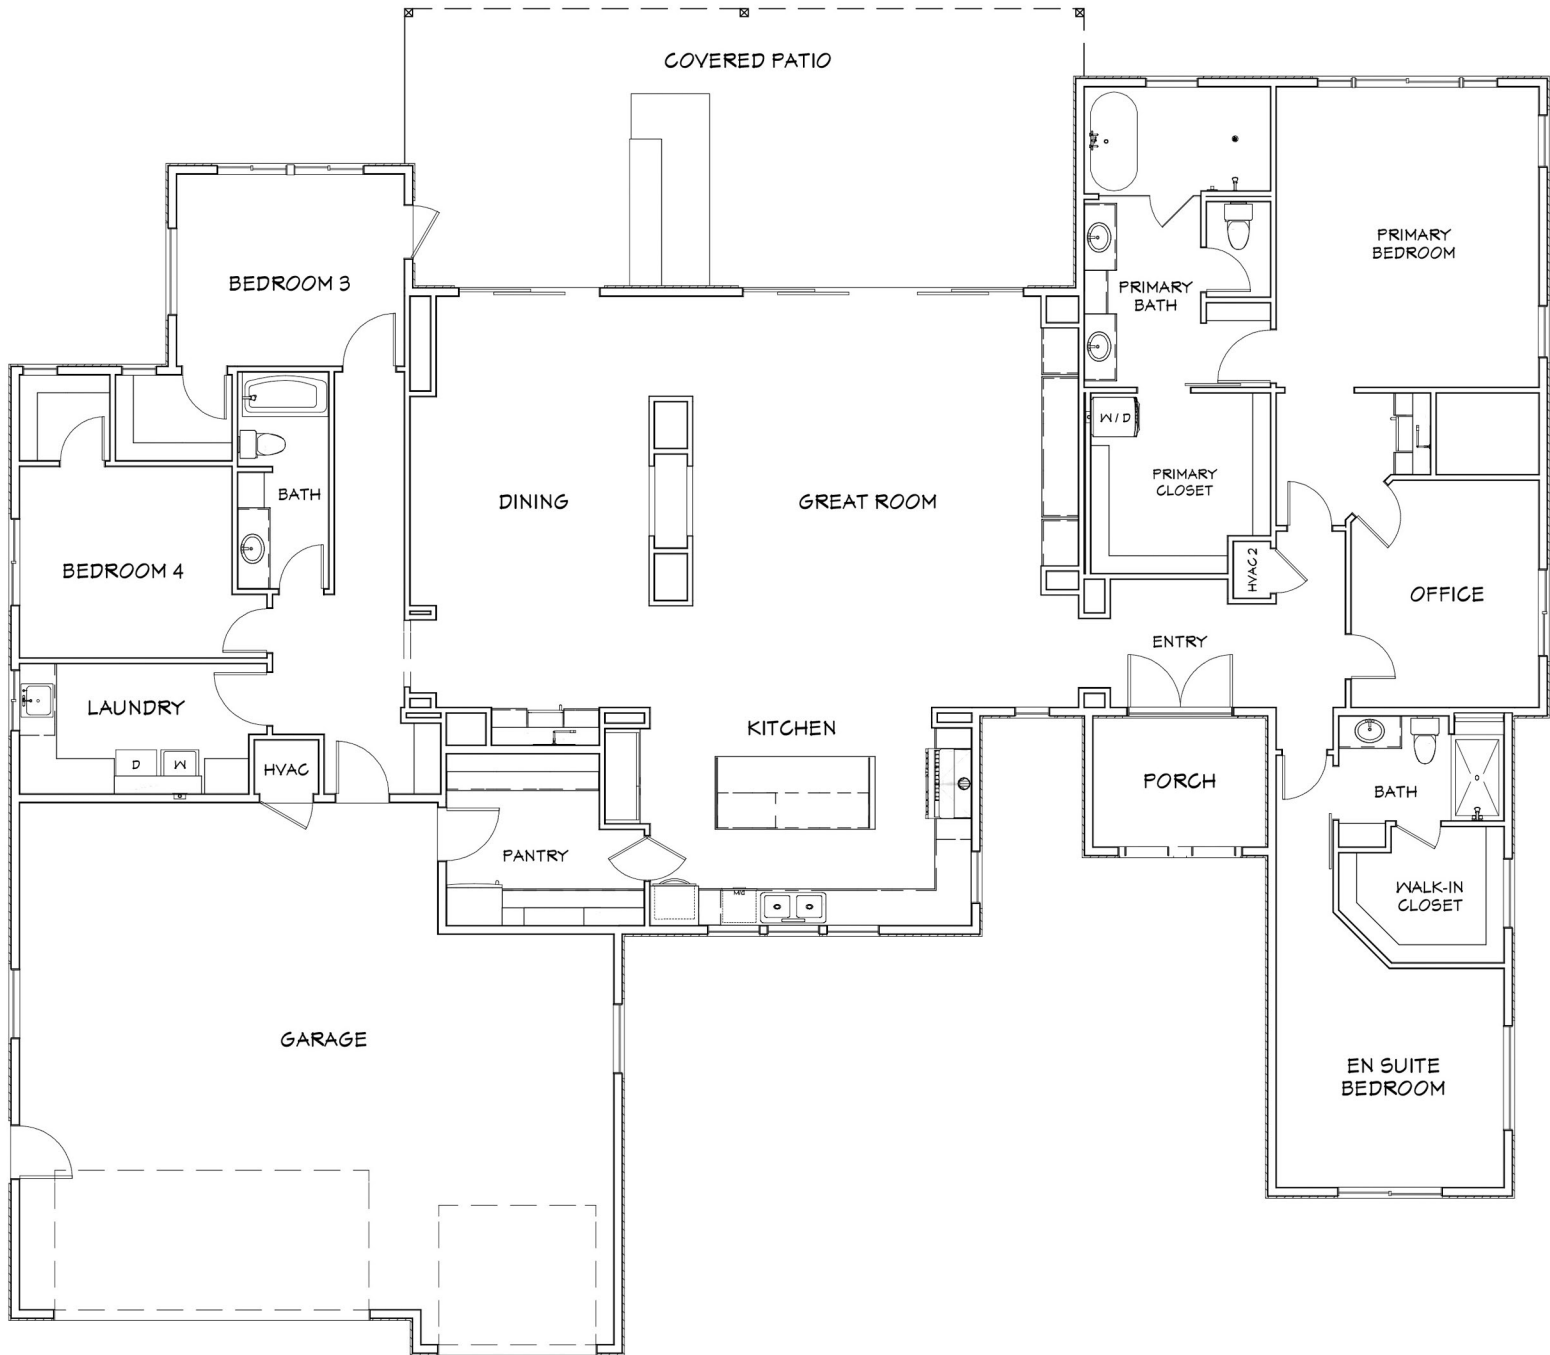 COVERED PATIO
PRIMARY
BEDROOM
BEDROOM 3
PRIMARY
BATH
W/D
PRIMARY
CLOSET
BATH
DINING
GREAT ROOM
BEDROOM 4
HVAC 2
OFFICE
ENTRY
LAUNDRY
KITCHEN
D
W
HVAC
PORCH
BATH
PANTRY
WALK-IN
CLOSET
GARAGE
EN SUITE
BEDROOM